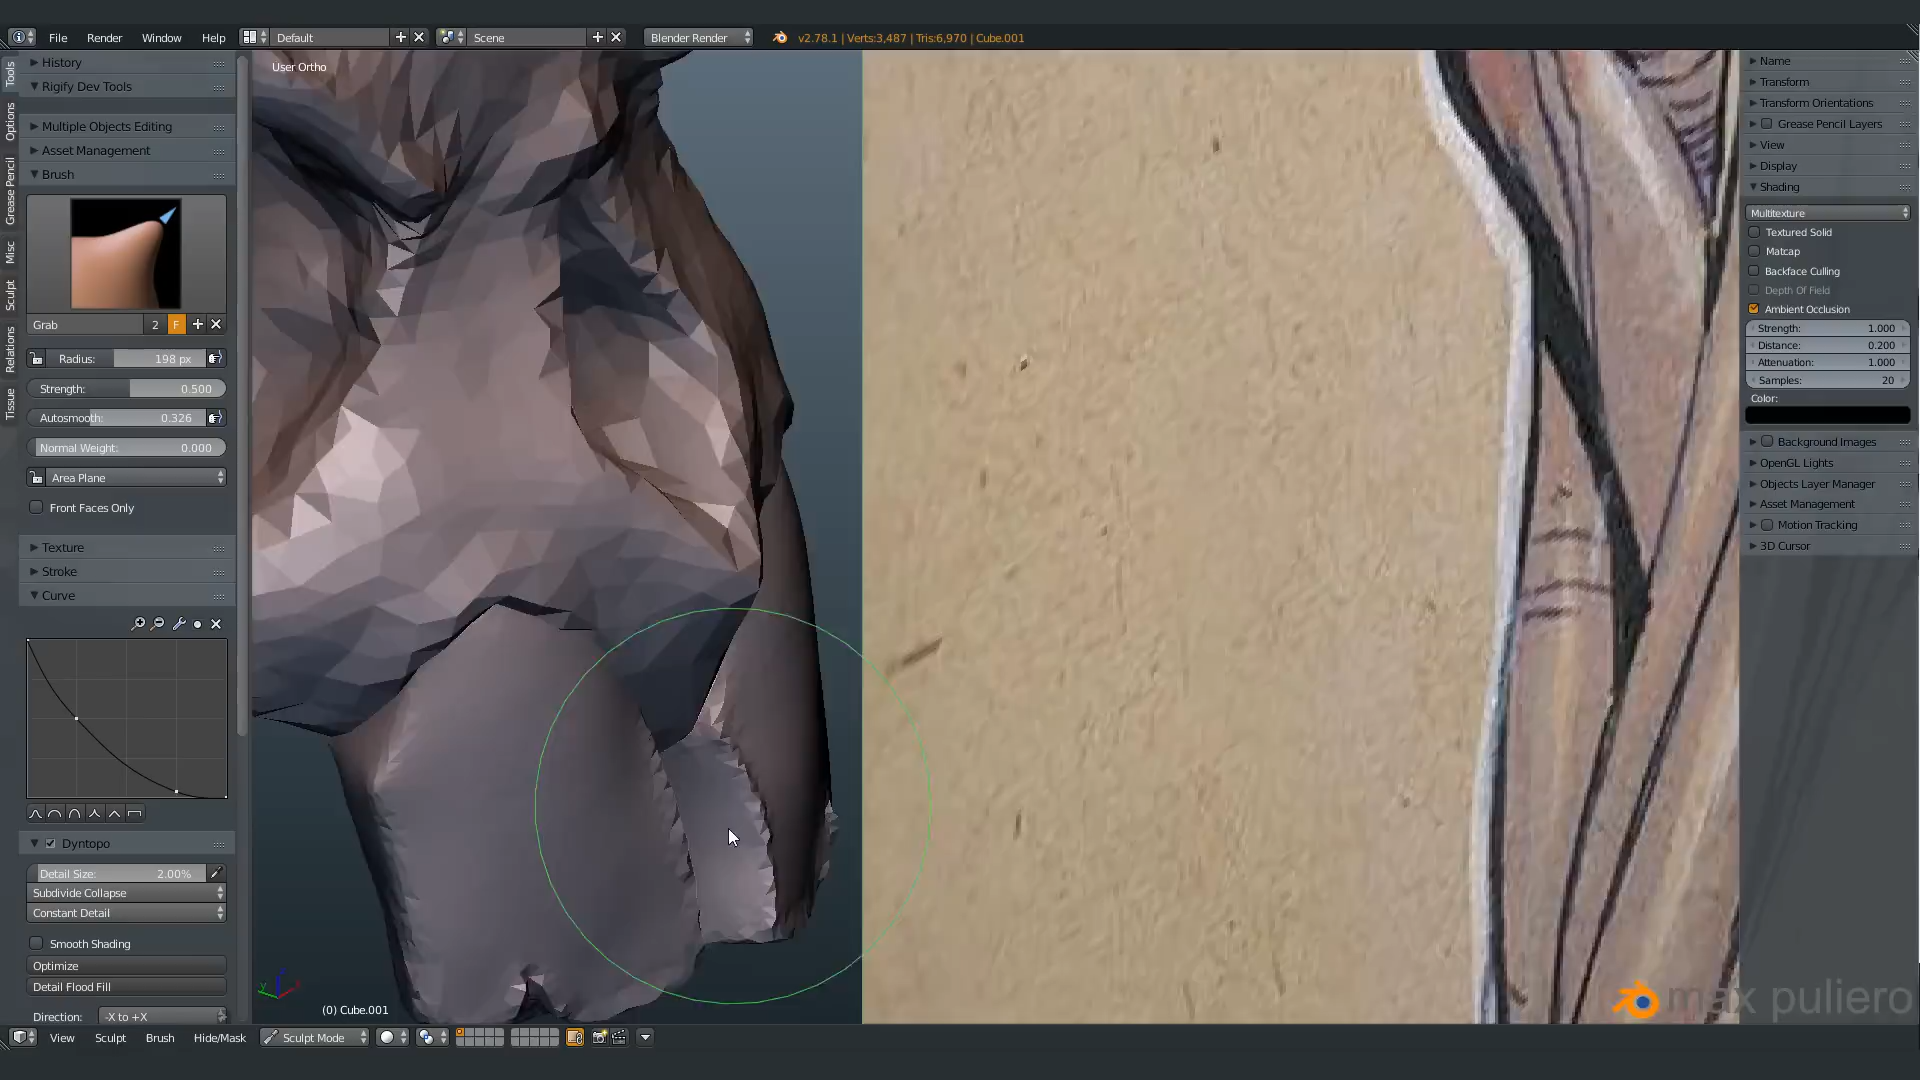 File Render Window Help Default Scene Blender Render v2.78.1 | Verts:3,487 | Tris:6,970 | Cube.001
User Ortho
History
Rigify Dev Tools
Multiple Objects Editing
Asset Management
Brush
Grab 2 F
Radius: 198 px
Strength: 0.500
Autosmooth: 0.326
Normal Weight: 0.000
Area Plane
Front Faces Only
Texture
Stroke
Curve
Dyntopo
Detail Size: 2.00%
Subdivide Collapse
Constant Detail
Smooth Shading
Optimize
Detail Flood Fill
Direction: -X to +X
Tools
Options
Grease Pencil
Misc
Sculpt
Relations
Tissue
(0) Cube.001
Name
Transform
Transform Orientations
Grease Pencil Layers
View
Display
Shading
Multitexture
Textured Solid
Matcap
Backface Culling
Depth Of Field
Ambient Occlusion
Strength: 1.000
Distance: 0.200
Attenuation: 1.000
Samples: 20
Color:
Background Images
OpenGL Lights
Objects Layer Manager
Asset Management
Motion Tracking
3D Cursor
max puliero
View Sculpt Brush Hide/Mask Sculpt Mode